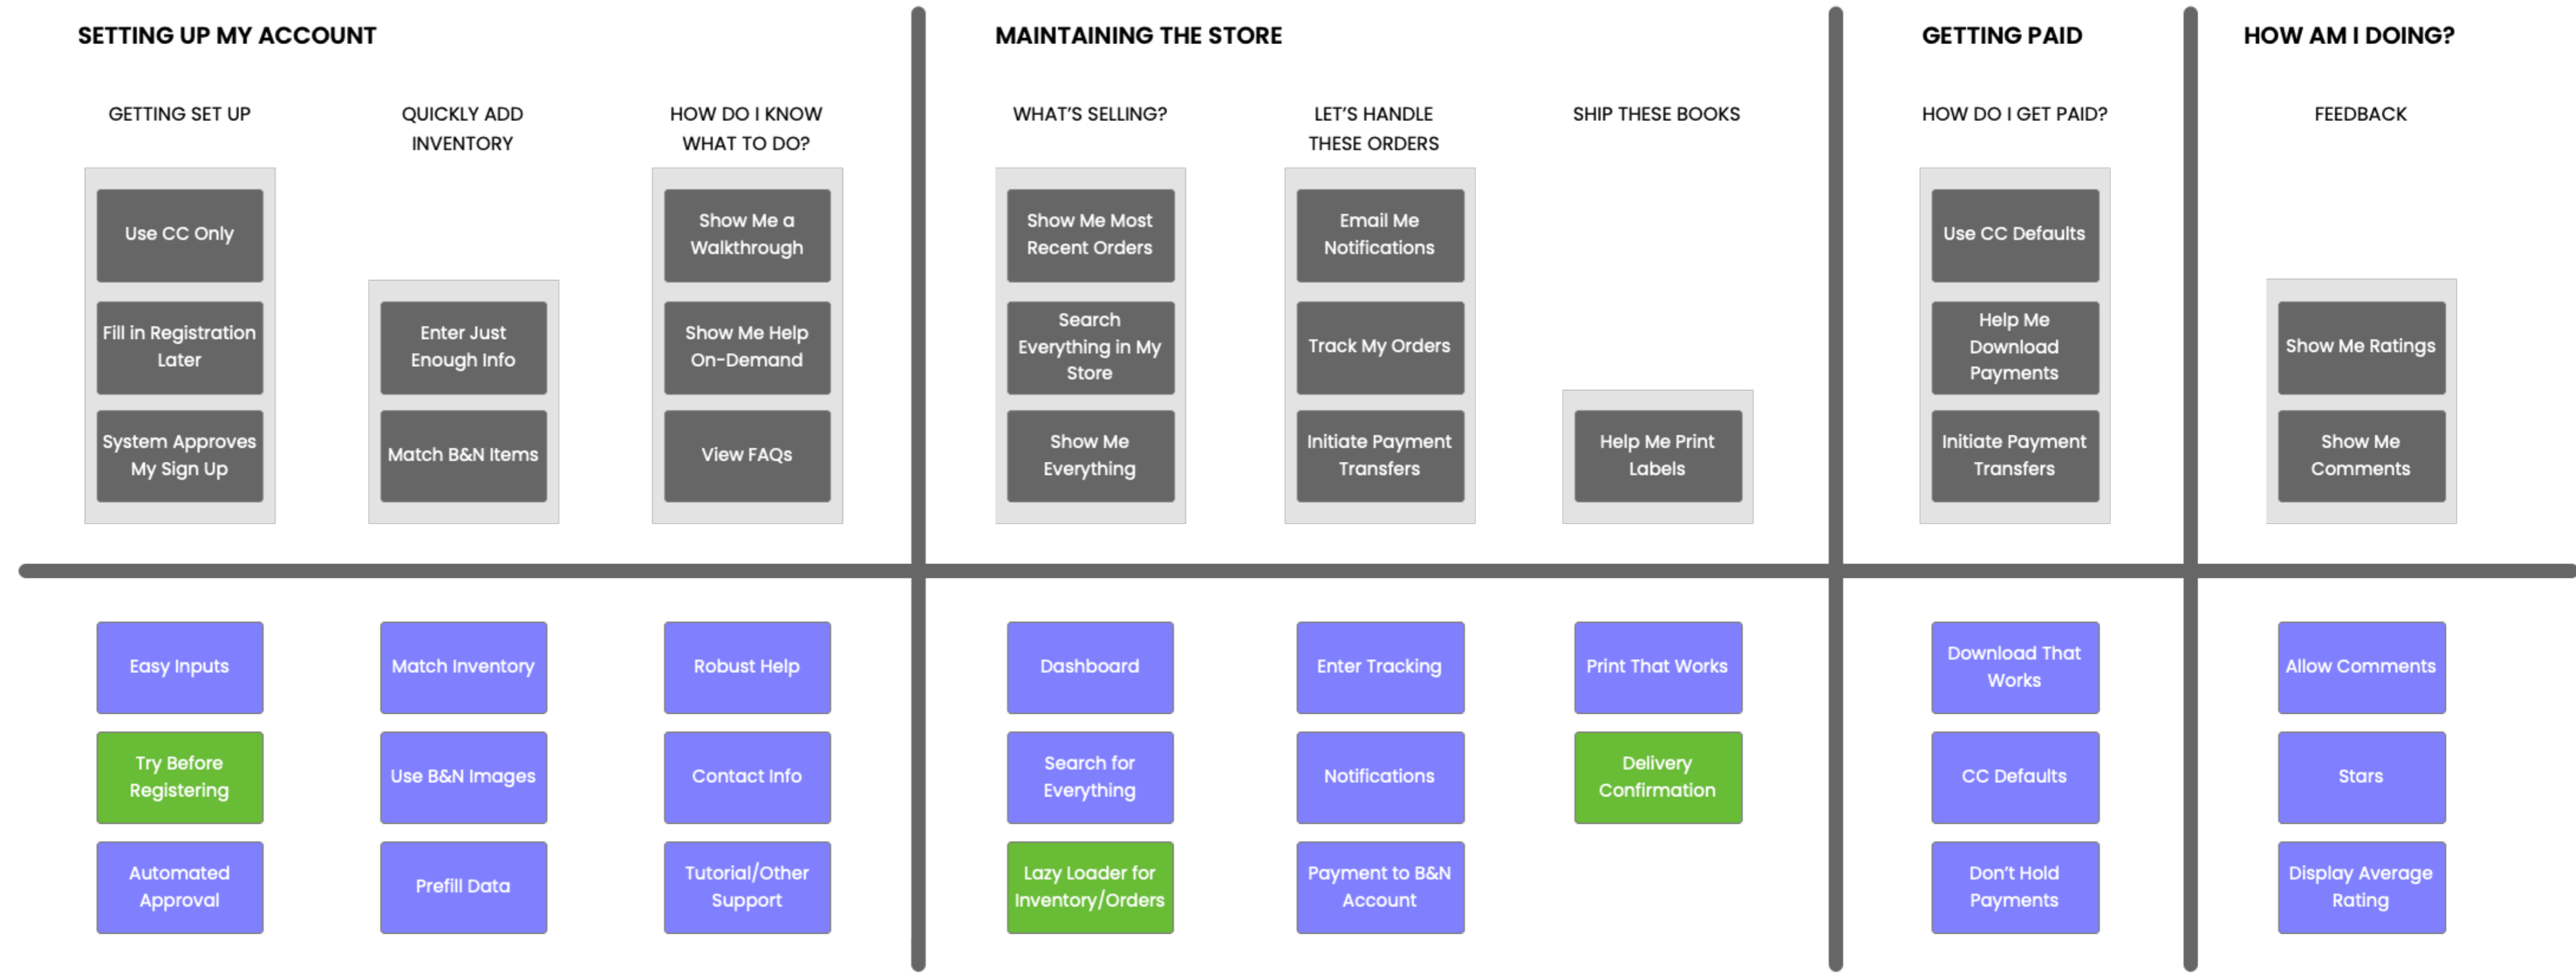 SETTING UP MY ACCOUNT
MAINTAINING THE STORE
GETTING PAID
HOW AM I DOING?
GETTING SET UP
QUICKLY ADD
INVENTORY
HOW DO I KNOW
WHAT TO DO?
WHAT'S SELLING?
LET'S HANDLE
THESE ORDERS
SHIP THESE BOOKS
HOW DO I GET PAID?
FEEDBACK
Use CC Only
Fill in Registration
Later
System Approves
My Sign Up
Enter Just
Enough Info
Match B&N Items
Show Me a
Walkthrough
Show Me Help
On-Demand
View FAQs
Show Me Most
Recent Orders
Search
Everything in My
Store
Show Me
Everything
Email Me
Notifications
Track My Orders
Initiate Payment
Transfers
Help Me Print
Labels
Use CC Defaults
Help Me
Download
Payments
Initiate Payment
Transfers
Show Me Ratings
Show Me
Comments
Easy Inputs
Try Before
Registering
Automated
Approval
Match Inventory
Use B&N Images
Prefill Data
Robust Help
Contact Info
Tutorial/Other
Support
Dashboard
Search for
Everything
Lazy Loader for
Inventory/Orders
Enter Tracking
Notifications
Payment to B&N
Account
Print That Works
Delivery
Confirmation
Download That
Works
CC Defaults
Don't Hold
Payments
Allow Comments
Stars
Display Average
Rating